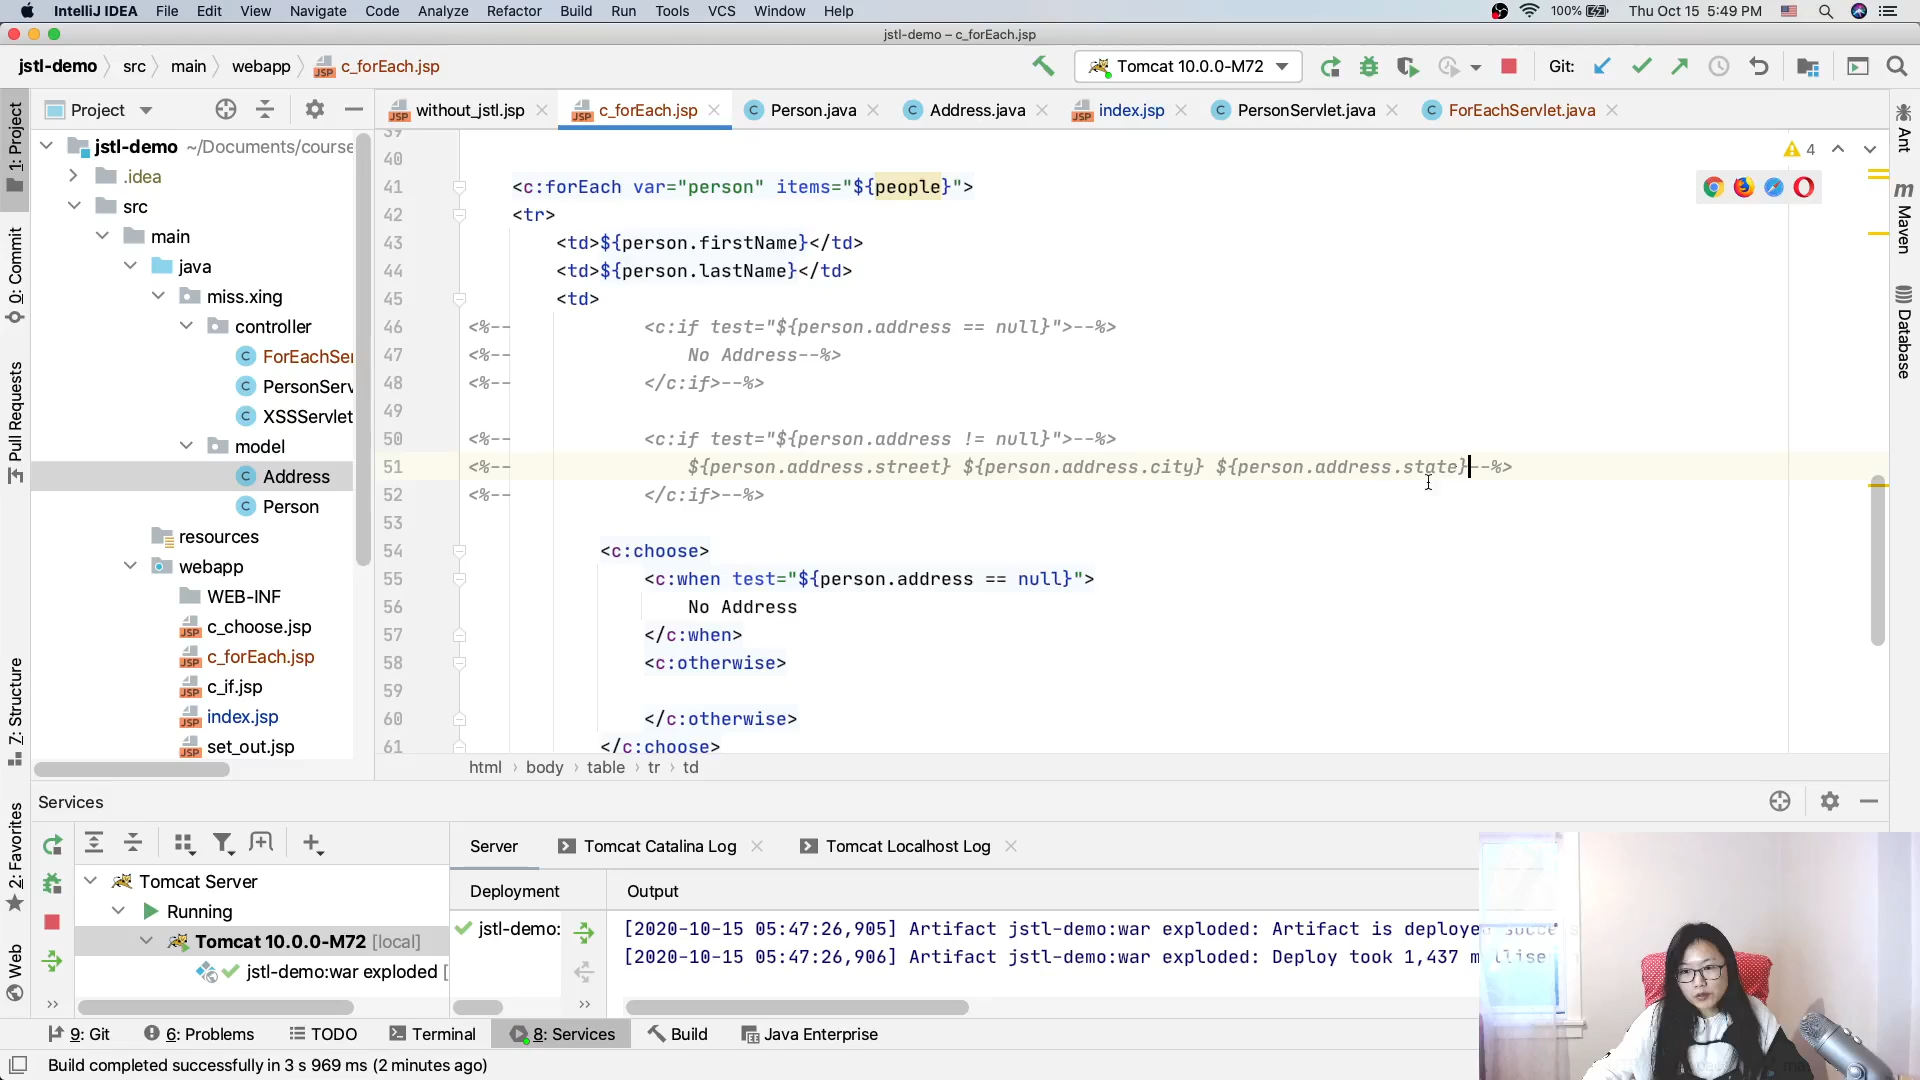 IntelliJ IDEA File Edit View Navigate Code Analyze Refactor Build Run Tools VCS Window Help 100% Thu Oct 15 5:49 PM
jstl-demo – c_forEach.jsp
jstl-demo src main webapp c_forEach.jsp Tomcat 10.0.0-M72 Git:
Project without_jstl.jsp c_forEach.jsp Person.java Address.java index.jsp PersonServlet.java ForEachServlet.java
1: Project
0: Commit
Pull Requests
Z: Structure
2: Favorites
Web
jstl-demo ~/Documents/course
.idea
src
main
java
miss.xing
controller
ForEachSer
PersonServ
XSSServlet
model
Address
Person
resources
webapp
WEB-INF
c_choose.jsp
c_forEach.jsp
c_if.jsp
index.jsp
set_out.jsp
39
40
41 <c:forEach var="person" items="${people}">
42 <tr>
43 <td>${person.firstName}</td>
44 <td>${person.lastName}</td>
45 <td>
46 <%-- <c:if test="${person.address == null}">--%>
47 <%-- No Address--%>
48 <%-- </c:if>--%>
49
50 <%-- <c:if test="${person.address != null}">--%>
51 <%-- ${person.address.street} ${person.address.city} ${person.address.state}--%>
52 <%-- </c:if>--%>
53
54 <c:choose>
55 <c:when test="${person.address == null}">
56 No Address
57 </c:when>
58 <c:otherwise>
59
60 </c:otherwise>
61 </c:choose>
4
Ant
Maven
Database
html body table tr td
Services
Server Tomcat Catalina Log Tomcat Localhost Log
Tomcat Server
Running
Tomcat 10.0.0-M72 [local]
jstl-demo:war exploded [
Deployment Output
jstl-demo:
[2020-10-15 05:47:26,905] Artifact jstl-demo:war exploded: Artifact is deployed succes
[2020-10-15 05:47:26,906] Artifact jstl-demo:war exploded: Deploy took 1,437 millise
9: Git 6: Problems TODO Terminal 8: Services Build Java Enterprise
Build completed successfully in 3 s 969 ms (2 minutes ago)